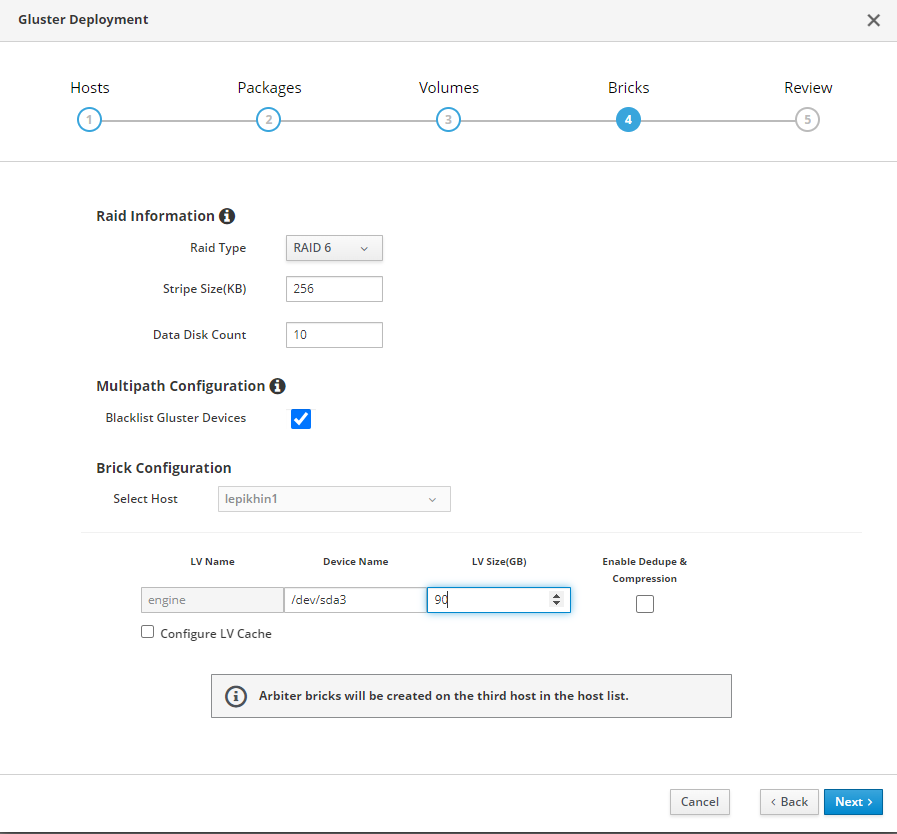 Gluster Deployment
Hosts Packages Volumes Bricks Review
1 2 3 4 5
Raid Information
Raid Type RAID 6
Stripe Size(KB) 256
Data Disk Count 10
Multipath Configuration
Blacklist Gluster Devices
Brick Configuration
Select Host lepikhin1
LV Name Device Name LV Size(GB) Enable Dedupe &
Compression
engine /dev/sda3 90
Configure LV Cache
Arbiter bricks will be created on the third host in the host list.
Cancel < Back Next >